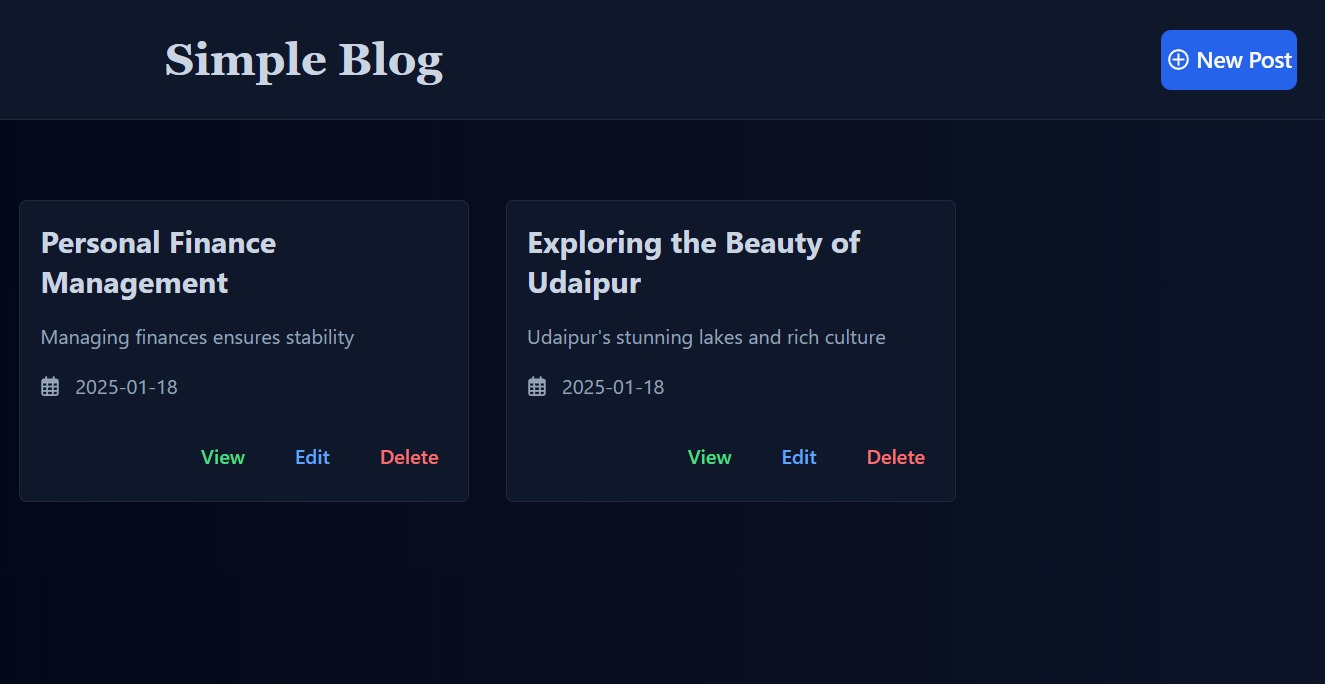 Simple Blog
New Post
Personal Finance
Management
Managing finances ensures stability
2025-01-18
View Edit Delete
Exploring the Beauty of
Udaipur
Udaipur's stunning lakes and rich culture
2025-01-18
View Edit Delete